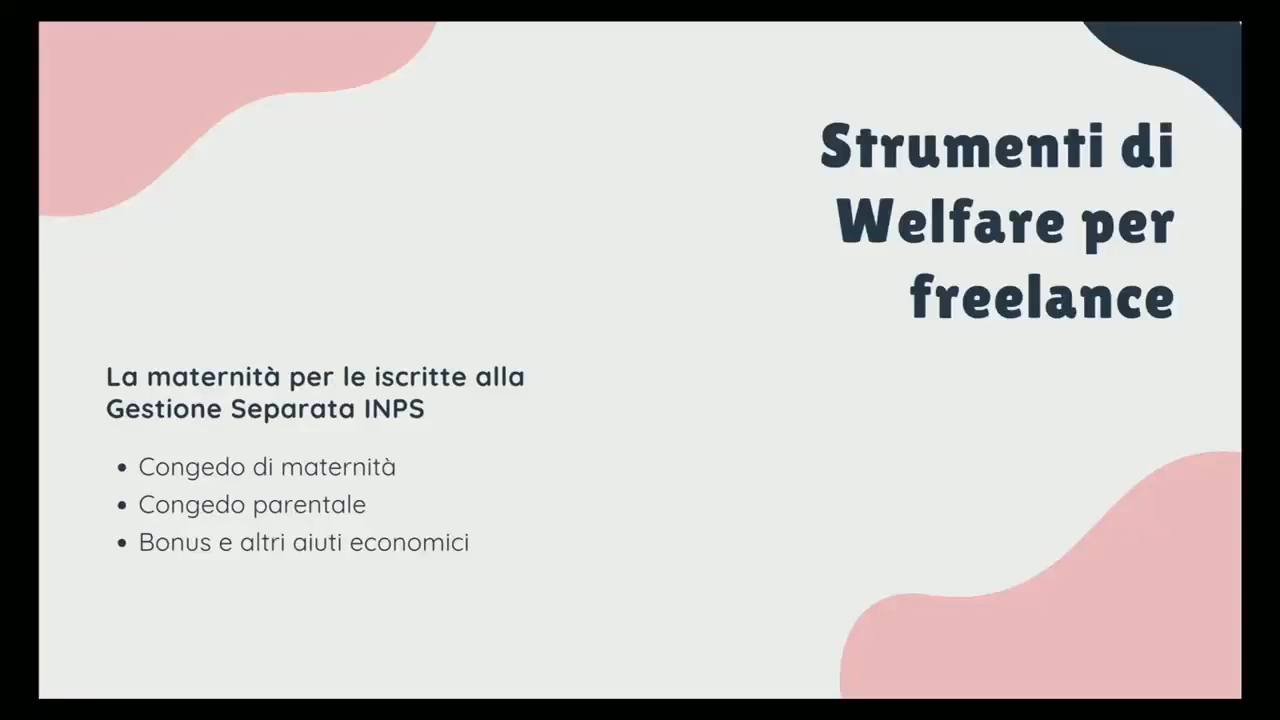 Strumenti di
Welfare per
freelance
La maternità per le iscritte alla
Gestione Separata INPS
• Congedo di maternità
• Congedo parentale
• Bonus e altri aiuti economici